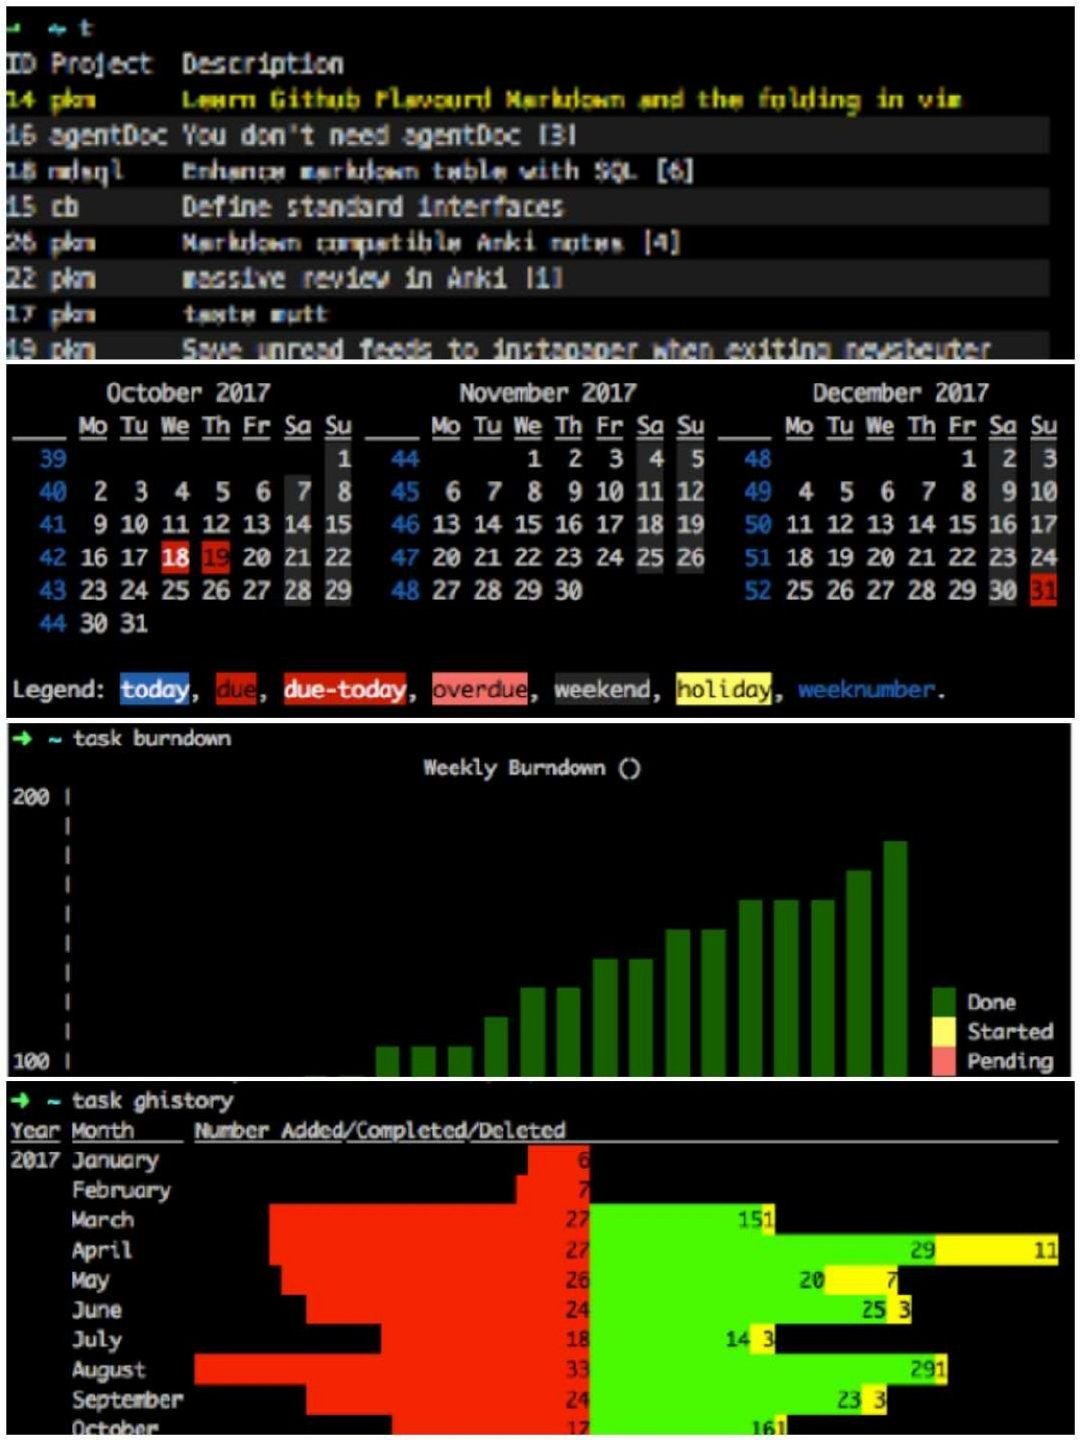 ➜ ~ t
ID Project Description
14 pkm Learn Github Flavourd Markdown and the folding in vim
16 agentDoc You don't need agentDoc [3]
18 mdsql Enhance markdown table with SQL [6]
15 cb Define standard interfaces
26 pkm Markdown compatible Anki notes [4]
22 pkm massive review in Anki [1]
17 pkm taste mutt
19 pkm Save unread feeds to instapaper when exiting newsbeuter
October 2017 November 2017 December 2017
Mo Tu We Th Fr Sa Su Mo Tu We Th Fr Sa Su Mo Tu We Th Fr Sa Su
39 1 44 1 2 3 4 5 48 1 2 3
40 2 3 4 5 6 7 8 45 6 7 8 9 10 11 12 49 4 5 6 7 8 9 10
41 9 10 11 12 13 14 15 46 13 14 15 16 17 18 19 50 11 12 13 14 15 16 17
42 16 17 18 19 20 21 22 47 20 21 22 23 24 25 26 51 18 19 20 21 22 23 24
43 23 24 25 26 27 28 29 48 27 28 29 30 52 25 26 27 28 29 30 31
44 30 31
Legend: today, due, due-today, overdue, weekend, holiday, weeknumber.
➜ ~ task burndown
Weekly Burndown ()
200 |
Done
Started
100 | Pending
➜ ~ task ghistory
Year Month Number Added/Completed/Deleted
2017 January 6
February 7
March 27 15 1
April 27 29 11
May 26 20 7
June 24 25 3
July 18 14 3
August 33 29 1
September 24 23 3
October 17 16 1